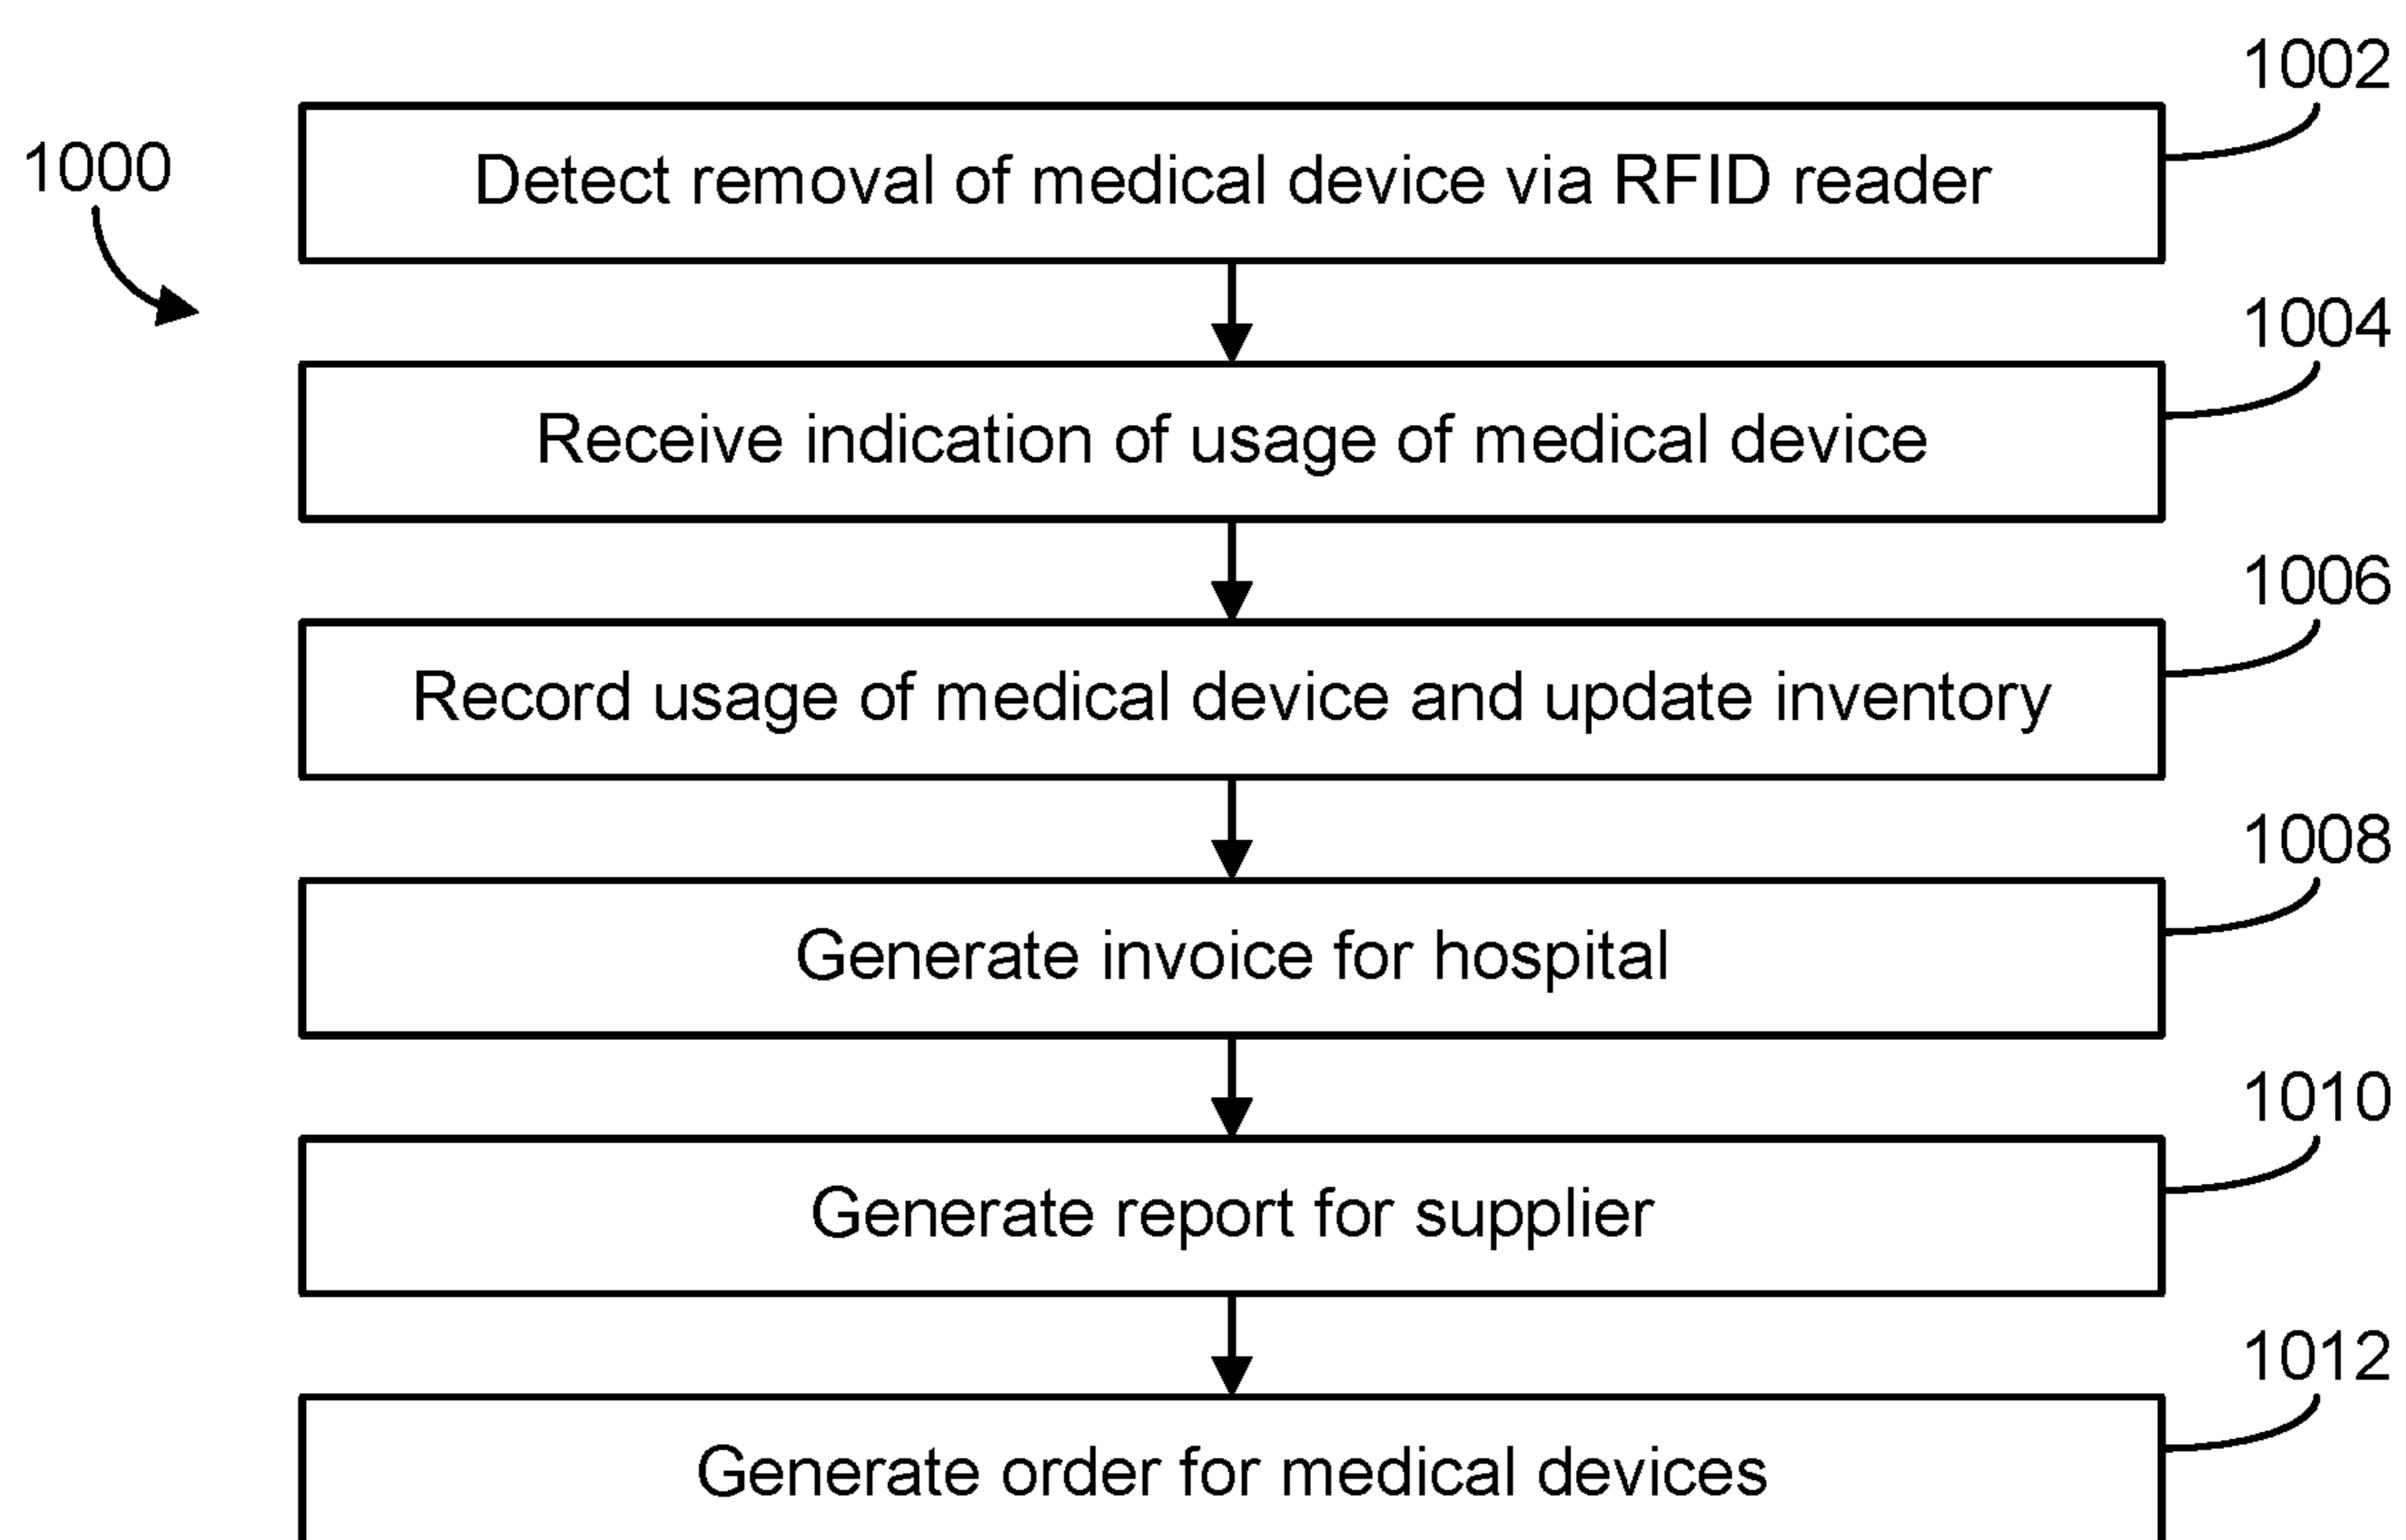 1002
1000
Detect removal of medical device via RFID reader
1004
Receive indication of usage of medical device
1006
Record usage of medical device and update inventory
1008
Generate invoice for hospital
1010
Generate report for supplier
1012
Generate order for medical devices